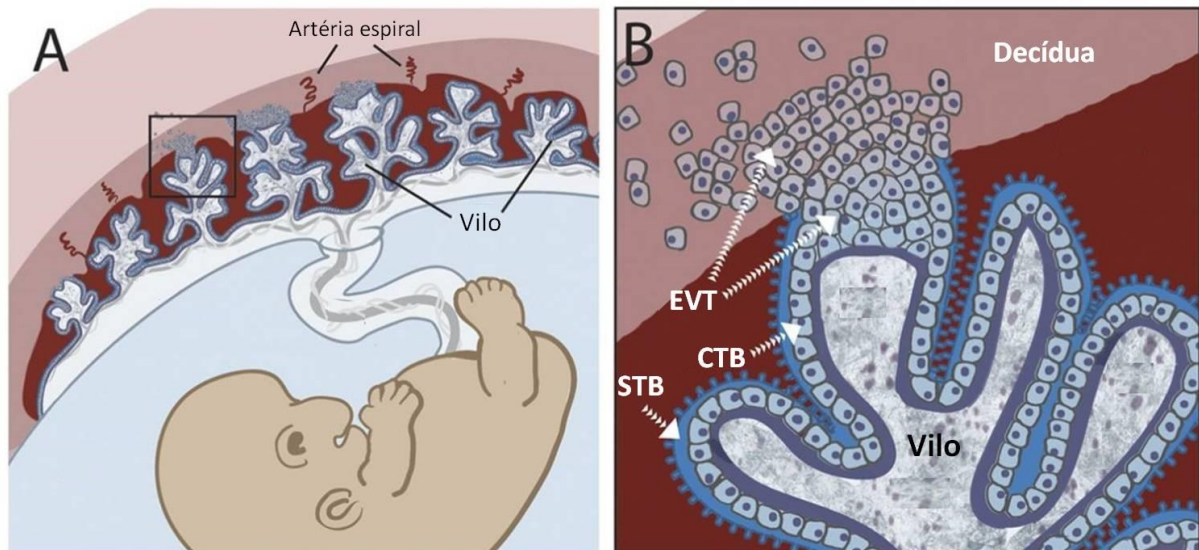 A
Artéria espiral
Vilo
B
Decídua
EVT
CTB
STB
Vilo